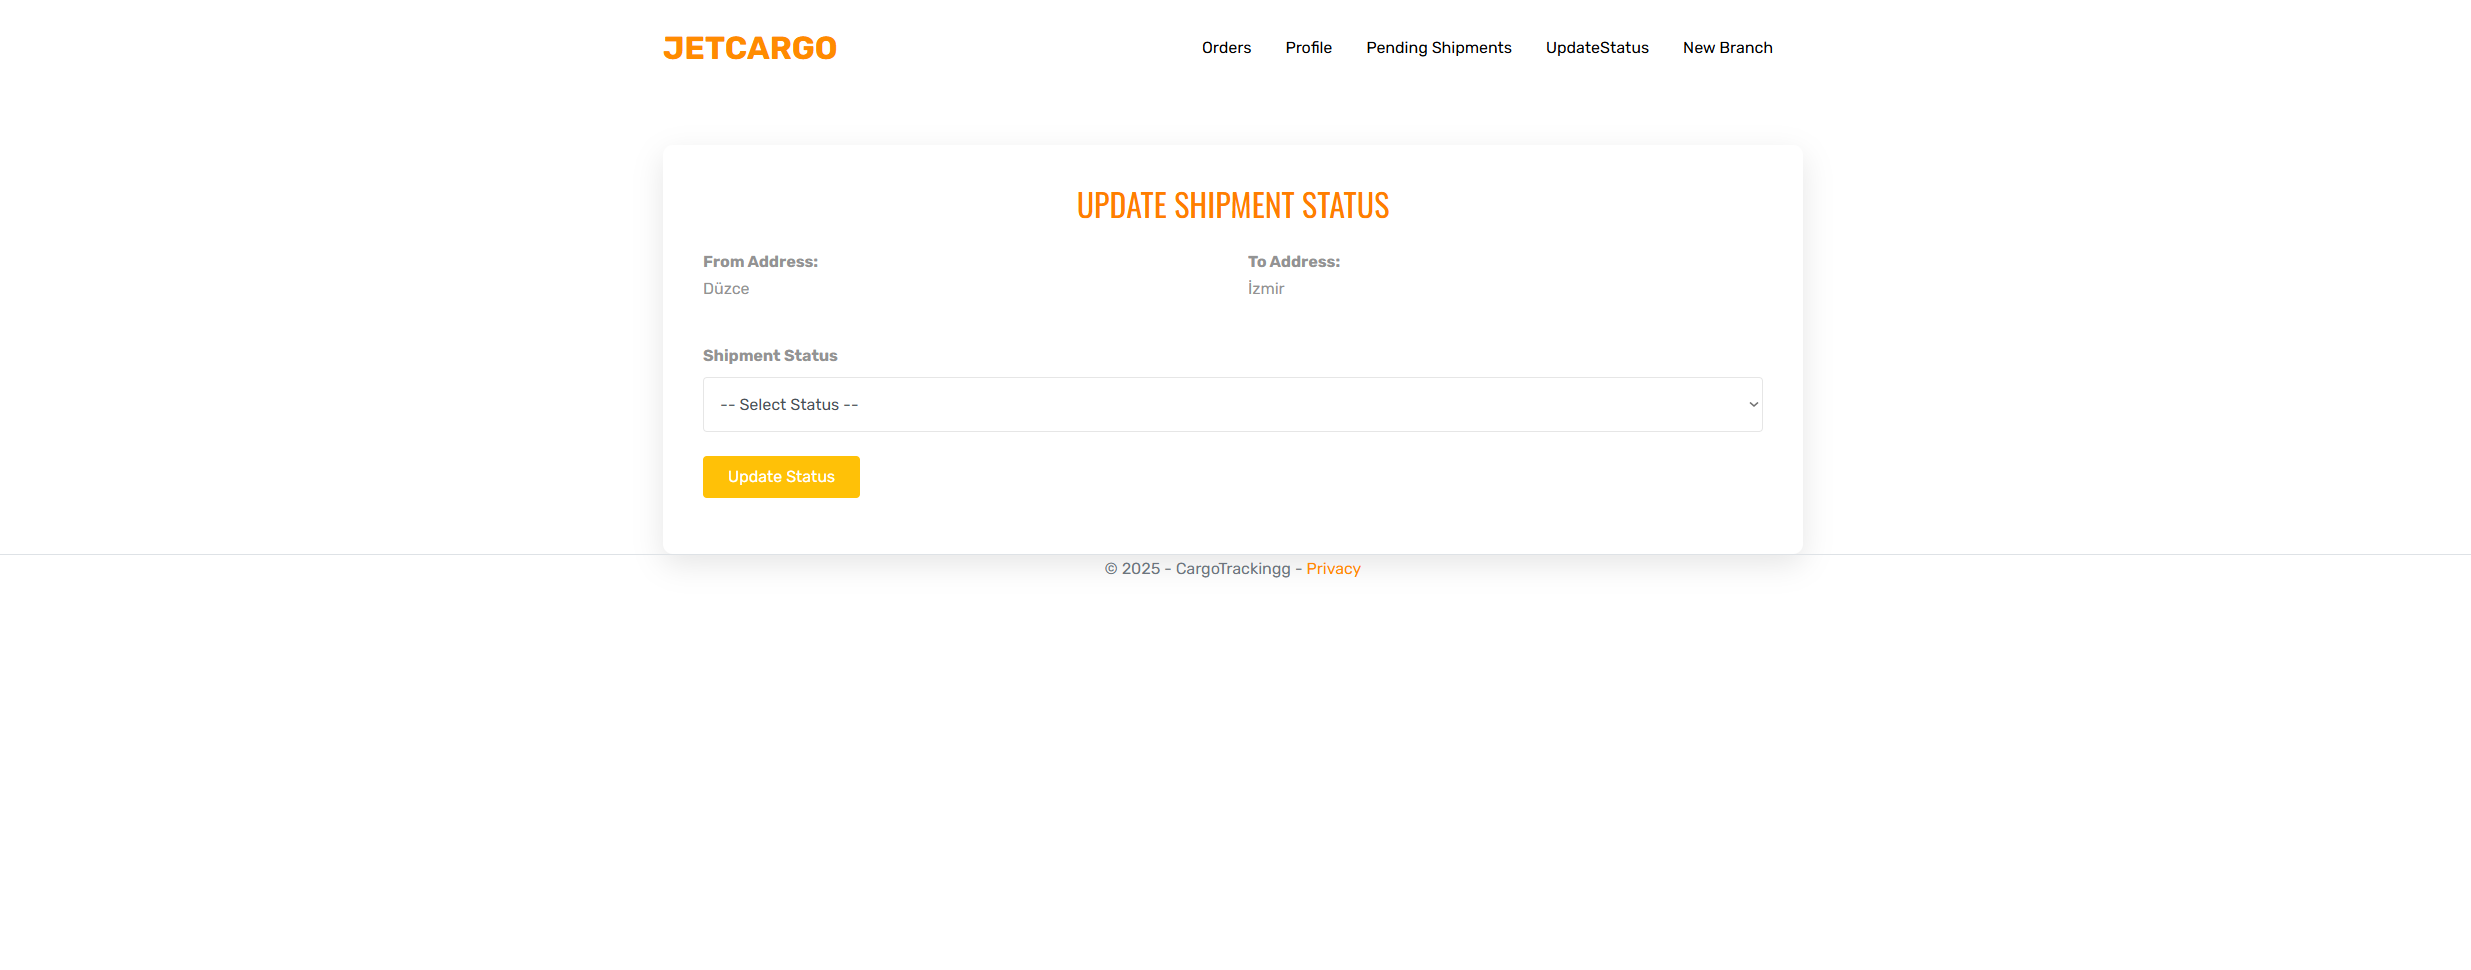 JETCARGO
Orders Profile Pending Shipments UpdateStatus New Branch
UPDATE SHIPMENT STATUS
From Address: To Address:
Düzce İzmir
Shipment Status
-- Select Status --
Update Status
© 2025 - CargoTrackingg - Privacy